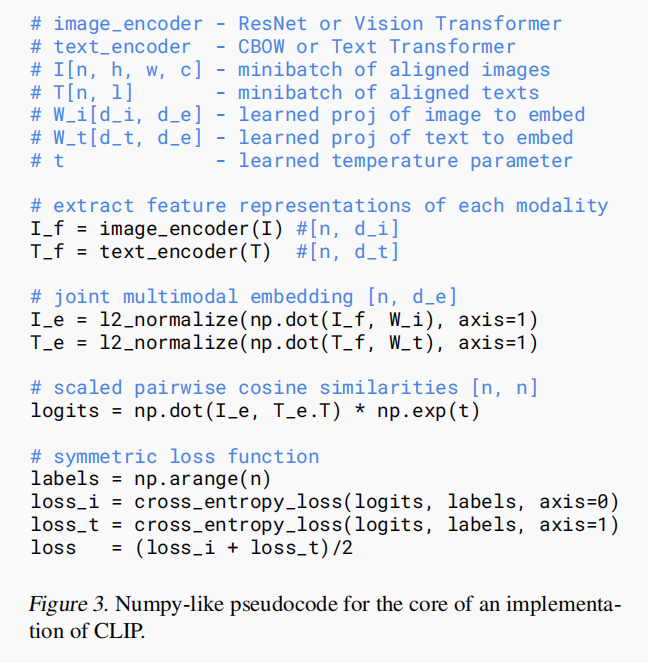 # image_encoder - ResNet or Vision Transformer
# text_encoder  - CBOW or Text Transformer
# I[n, h, w, c] - minibatch of aligned images
# T[n, l]       - minibatch of aligned texts
# W_i[d_i, d_e] - learned proj of image to embed
# W_t[d_t, d_e] - learned proj of text to embed
# t             - learned temperature parameter

# extract feature representations of each modality
I_f = image_encoder(I) #[n, d_i]
T_f = text_encoder(T)  #[n, d_t]

# joint multimodal embedding [n, d_e]
I_e = l2_normalize(np.dot(I_f, W_i), axis=1)
T_e = l2_normalize(np.dot(T_f, W_t), axis=1)

# scaled pairwise cosine similarities [n, n]
logits = np.dot(I_e, T_e.T) * np.exp(t)

# symmetric loss function
labels = np.arange(n)
loss_i = cross_entropy_loss(logits, labels, axis=0)
loss_t = cross_entropy_loss(logits, labels, axis=1)
loss   = (loss_i + loss_t)/2

Figure 3. Numpy-like pseudocode for the core of an implementa-
tion of CLIP.